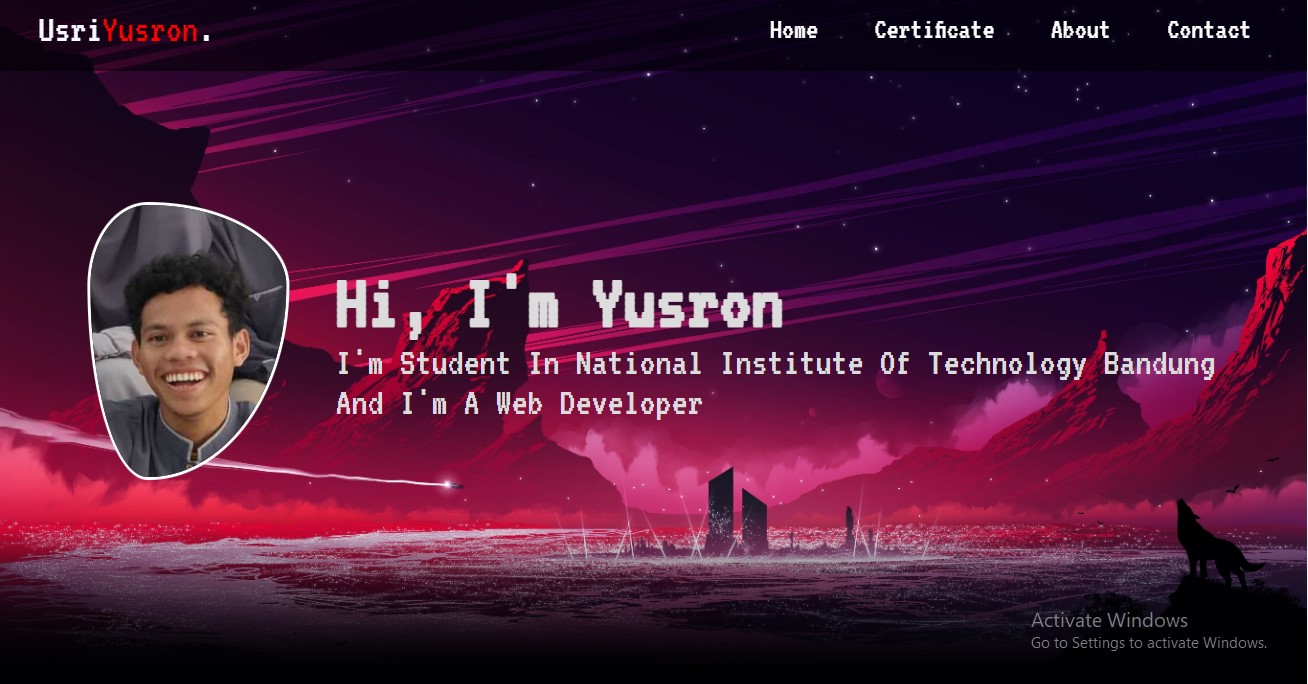 UsriYusron.
Home Certificate About Contact
Hi, I'm Yusron
I'm Student In National Institute Of Technology Bandung
And I'm A Web Developer
Activate Windows
Go to Settings to activate Windows.